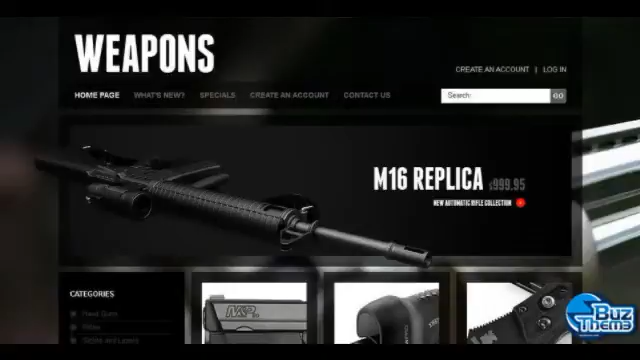 WEAPONS
CREATE AN ACCOUNT | LOG IN
HOME PAGE WHAT'S NEW? SPECIALS CREATE AN ACCOUNT CONTACT US
Search: GO
M16 REPLICA $999.95
NEW AUTOMATIC RIFLE COLLECTION
CATEGORIES
Hand Guns
Rifles
M&P
Buz
Them3